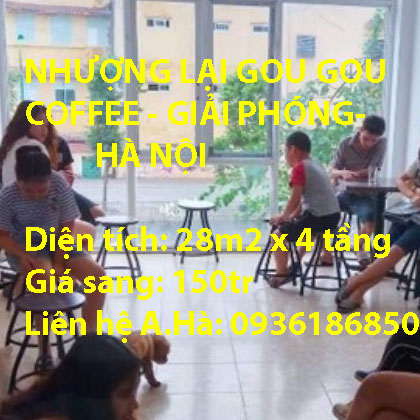 NHƯỢNG LẠI GOU GOU
COFFEE - GIẢI PHÓNG-
HÀ NỘI
Diện tích: 28m2 x 4 tầng
Giá sang: 150tr
Liên hệ A.Hà: 0936186850